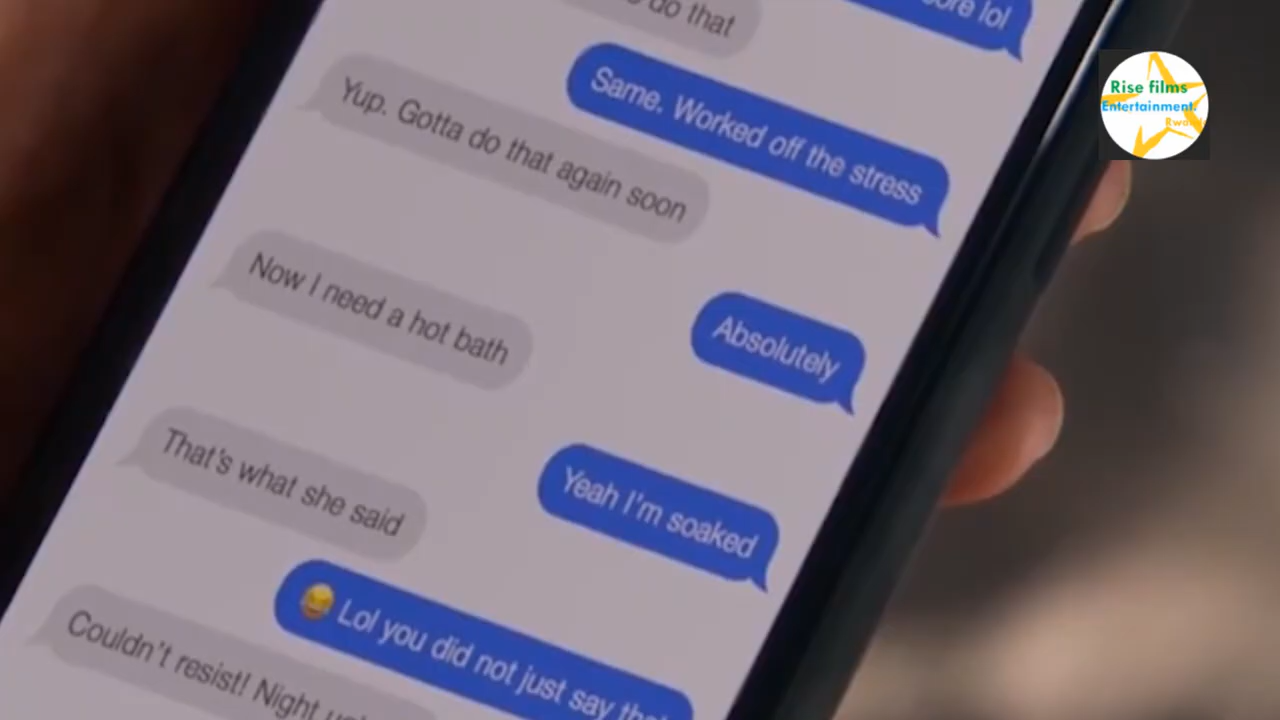 do that
lol
Same. Worked off the stress
Yup. Gotta do that again soon
Absolutely
Now I need a hot bath
Yeah I'm soaked
That's what she said
😆 Lol you did not just say
Couldn't resist! Night
Rise films
Entertainment.